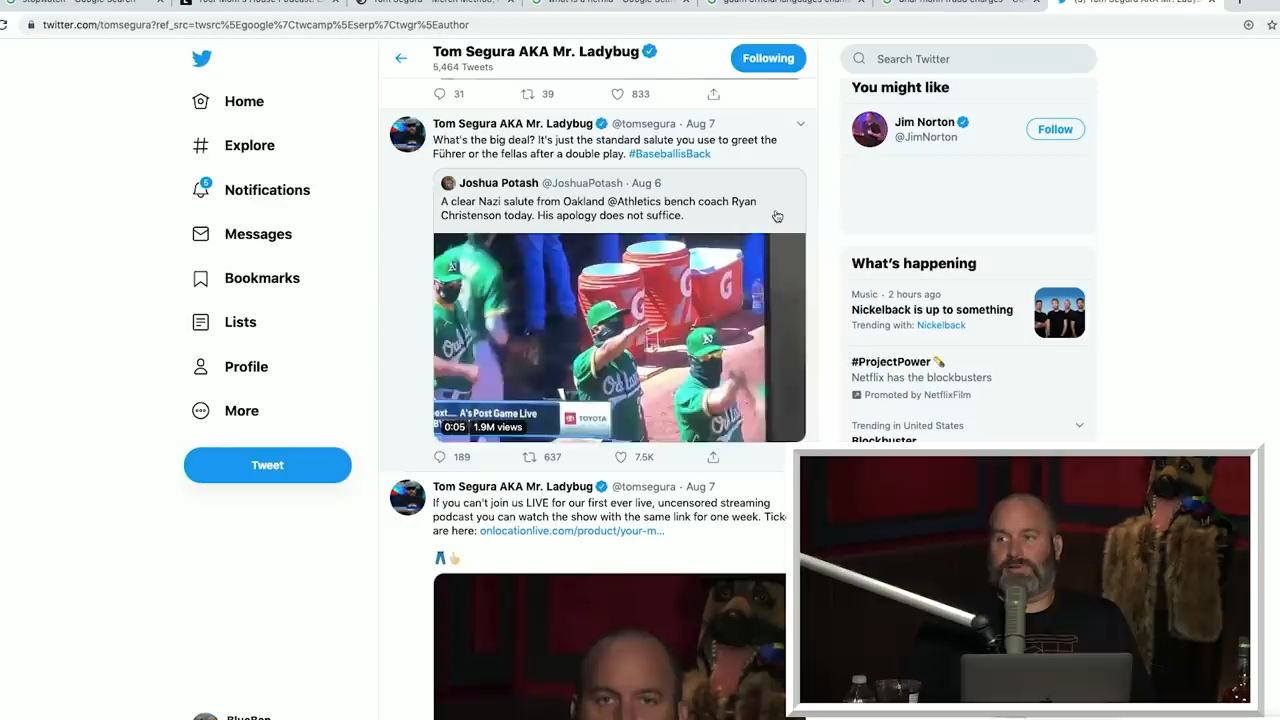 stopwatch - Google Search
twitter.com/tomsegura?ref_src=twsrc%5Egoogle%7Ctwcamp%5Eserp%7Ctwgr%5Eauthor
Tom Segura AKA Mr. Ladybug
5,464 Tweets
Following
Home
Explore
5
Notifications
Messages
Bookmarks
Lists
Profile
More
Tweet
31 39 833
Tom Segura AKA Mr. Ladybug @tomsegura · Aug 7
What's the big deal? It's just the standard salute you use to greet the
Führer or the fellas after a double play. #BaseballisBack
Joshua Potash @JoshuaPotash · Aug 6
A clear Nazi salute from Oakland @Athletics bench coach Ryan
Christenson today. His apology does not suffice.
G
A's Post Game Live
TOYOTA
0:05 1.9M views
189 637 7.5K
Tom Segura AKA Mr. Ladybug @tomsegura · Aug 7
If you can't join us LIVE for our first ever live, uncensored streaming
podcast you can watch the show with the same link for one week. Tick
are here: onlocationlive.com/product/your-m...
Search Twitter
You might like
Jim Norton
@JimNorton
Follow
What's happening
Music · 2 hours ago
Nickelback is up to something
Trending with: Nickelback
#ProjectPower
Netflix has the blockbusters
Promoted by NetflixFilm
Trending in United States
Blockbuster